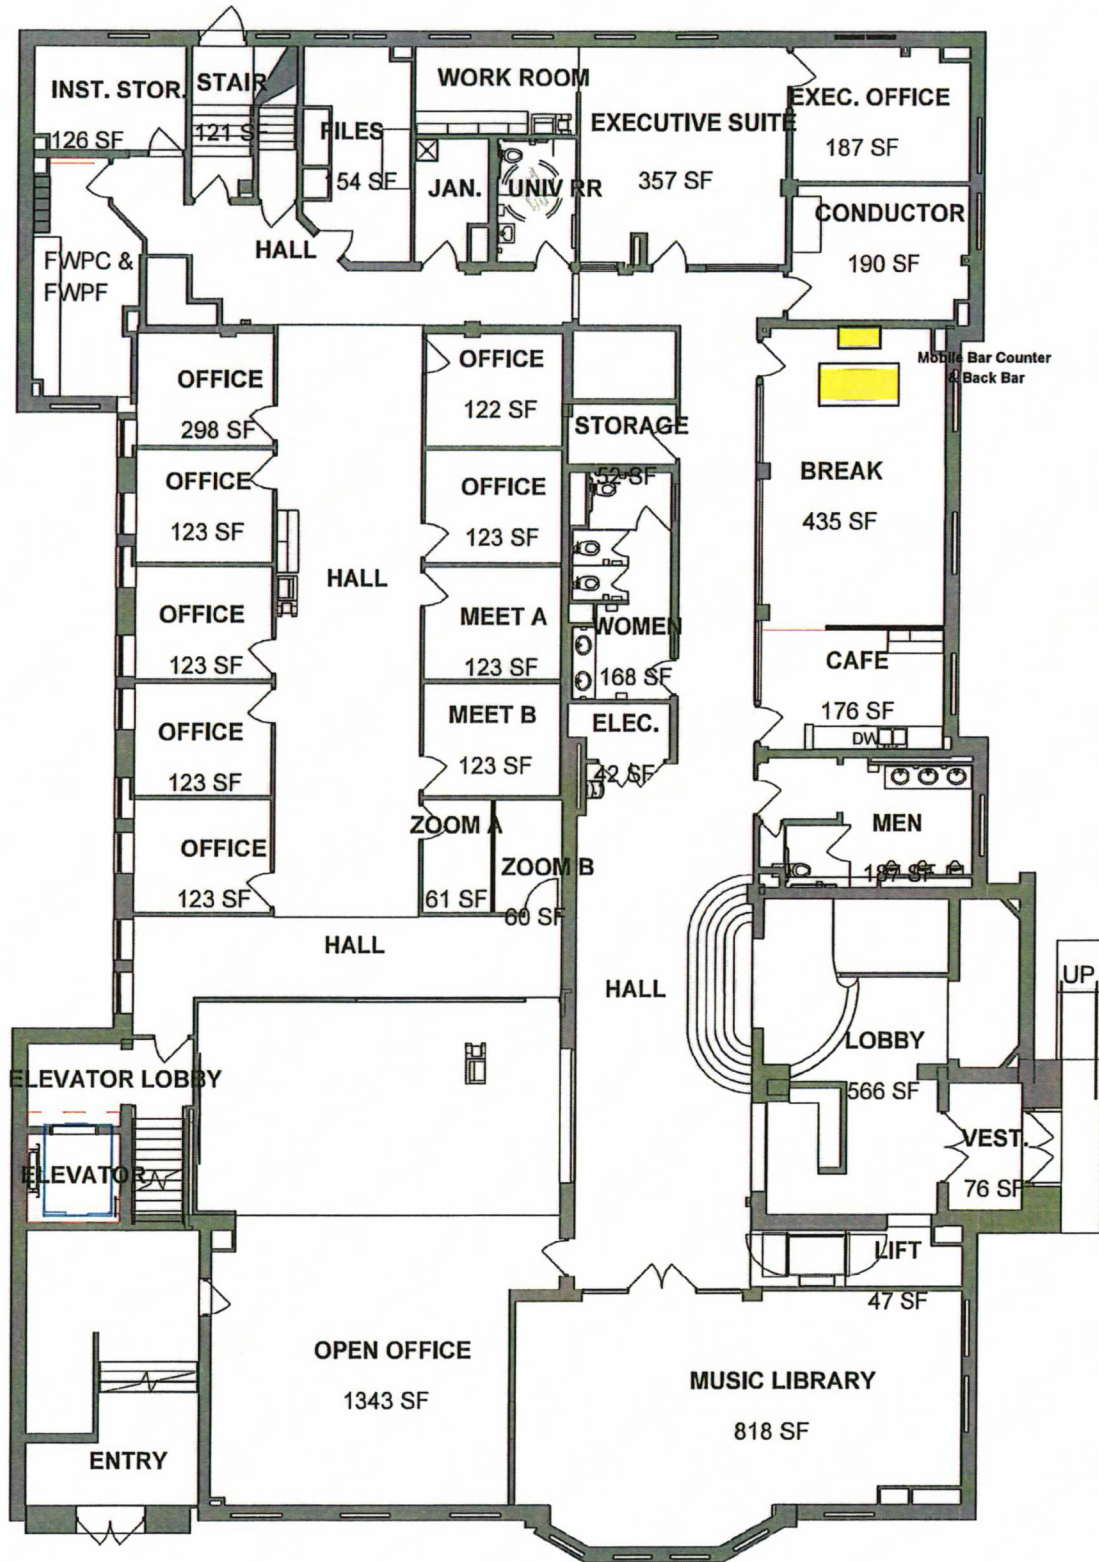 INST. STOR.
126 SF
STAIR
121 SF
FILES
54 SF
WORK ROOM
JAN.
UNIV RR
EXECUTIVE SUITE
357 SF
EXEC. OFFICE
187 SF
CONDUCTOR
190 SF
HALL
FWPC &
FWPF
OFFICE
298 SF
OFFICE
122 SF
STORAGE
52 SF
Mobile Bar Counter
& Back Bar
BREAK
435 SF
OFFICE
123 SF
OFFICE
123 SF
HALL
OFFICE
123 SF
MEET A
123 SF
WOMEN
168 SF
CAFE
176 SF
DW
OFFICE
123 SF
MEET B
123 SF
ELEC.
42 SF
MEN
187 SF
OFFICE
123 SF
ZOOM A
61 SF
ZOOM B
60 SF
HALL
HALL
LOBBY
566 SF
UP
ELEVATOR LOBBY
ELEVATOR
VEST.
76 SF
LIFT
47 SF
OPEN OFFICE
1343 SF
MUSIC LIBRARY
818 SF
ENTRY